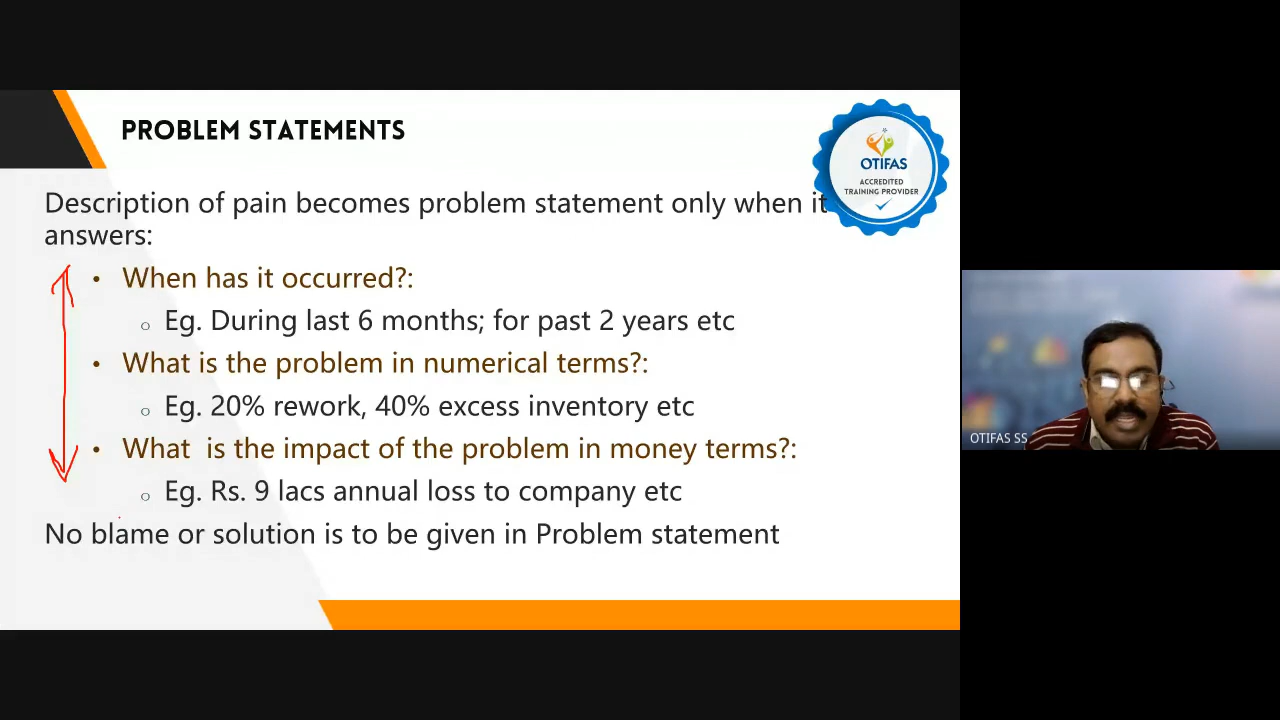 PROBLEM STATEMENTS
OTIFAS
ACCREDITED
TRAINING PROVIDER
Description of pain becomes problem statement only when it
answers:
• When has it occurred?:
○ Eg. During last 6 months; for past 2 years etc
• What is the problem in numerical terms?:
○ Eg. 20% rework, 40% excess inventory etc
• What  is the impact of the problem in money terms?:
○ Eg. Rs. 9 lacs annual loss to company etc
No blame or solution is to be given in Problem statement
OTIFAS SS